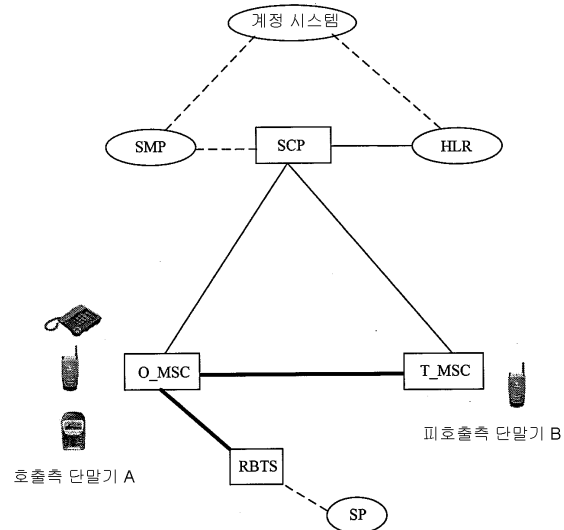 계정 시스템
SMP
SCP
HLR
O_MSC
T_MSC
피호출측 단말기 B
호출측 단말기 A
RBTS
SP